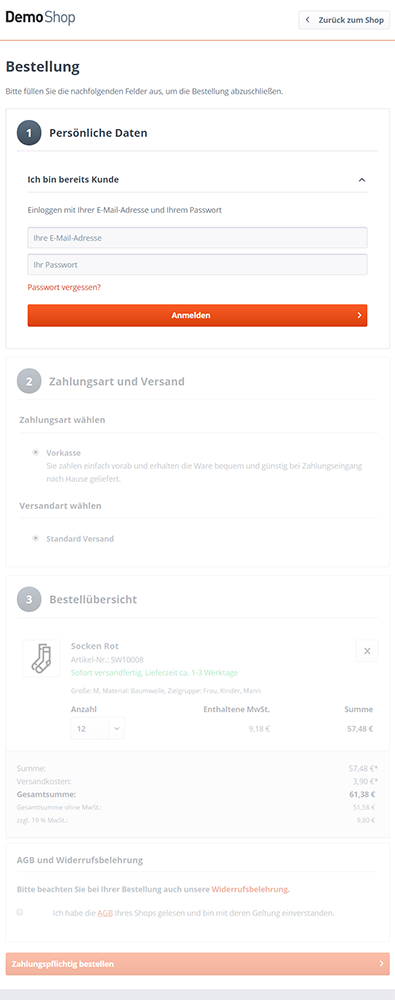 DemoShop
Zurück zum Shop
Bestellung
Bitte füllen Sie die nachfolgenden Felder aus, um die Bestellung abzuschließen.
1 Persönliche Daten
Ich bin bereits Kunde
Einloggen mit Ihrer E-Mail-Adresse und Ihrem Passwort
Ihre E-Mail-Adresse
Ihr Passwort
Passwort vergessen?
Anmelden
2 Zahlungsart und Versand
Zahlungsart wählen
Vorkasse
Sie zahlen einfach vorab und erhalten die Ware bequem und günstig bei Zahlungseingang
nach Hause geliefert.
Versandart wählen
Standard Versand
3 Bestellübersicht
Socken Rot
x
Artikel-Nr.: SW10008
Sofort versandfertig, Lieferzeit ca. 1-3 Werktage
Größe: M, Material: Baumwolle, Zielgruppe: Frau, Kinder, Mann
Anzahl Enthaltene MwSt. Summe
12 9,18 € 57,48 €
Summe: 57,48 €*
Versandkosten: 3,90 €*
Gesamtsumme: 61,38 €
Gesamtsumme ohne MwSt.: 51,58 €
zzgl. 19 % MwSt.: 9,80 €
AGB und Widerrufsbelehrung
Bitte beachten Sie bei Ihrer Bestellung auch unsere Widerrufsbelehrung.
Ich habe die AGB Ihres Shops gelesen und bin mit deren Geltung einverstanden.
Zahlungspflichtig bestellen